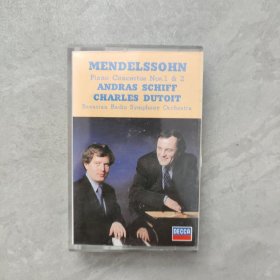 MENDELSSOHN
Piano Concertos Nos.1 & 2
ANDRAS SCHIFF
CHARLES DUTOIT
Bavarian Radio Symphony Orchestra
DECCA